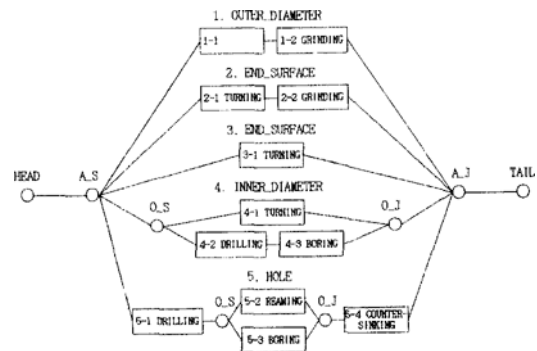 1. OUTER_DIAMETER
1-1
1-2 GRINDING
2. END_SURFACE
2-1 TURNING
2-2 GRINDING
3. END_SURFACE
3-1 TURNING
HEAD
A_S
A_J
TAIL
4. INNER_DIAMETER
O_S
4-1 TURNING
O_J
4-2 DRILLING
4-3 BORING
5. HOLE
O_S
5-2 REAMING
O_J
5-1 DRILLING
5-4 COUNTER-
SINKING
5-3 BORING